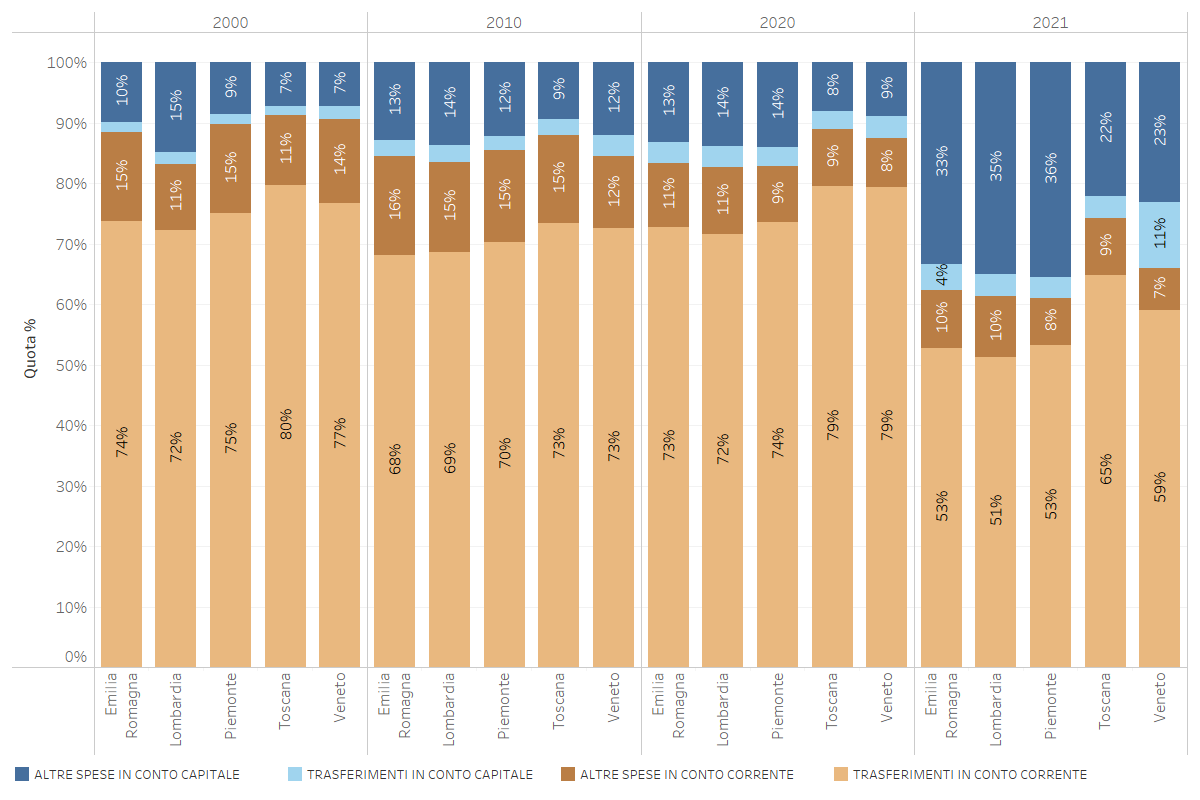 2000 2010 2020 2021
Quota %
100%
90%
80%
70%
60%
50%
40%
30%
20%
10%
0%
10% 15% 9% 7% 7% 13% 14% 12% 9% 12% 13% 14% 14% 8% 9% 33% 35% 36% 22% 23%
4% 11%
15% 11% 15% 11% 14% 16% 15% 15% 15% 12% 11% 11% 9% 9% 8% 10% 10% 8% 9% 7%
74% 72% 75% 80% 77% 68% 69% 70% 73% 73% 73% 72% 74% 79% 79% 53% 51% 53% 65% 59%
Emilia
Romagna
Lombardia
Piemonte
Toscana
Veneto
Emilia
Romagna
Lombardia
Piemonte
Toscana
Veneto
Emilia
Romagna
Lombardia
Piemonte
Toscana
Veneto
Emilia
Romagna
Lombardia
Piemonte
Toscana
Veneto
ALTRE SPESE IN CONTO CAPITALE TRASFERIMENTI IN CONTO CAPITALE ALTRE SPESE IN CONTO CORRENTE TRASFERIMENTI IN CONTO CORRENTE